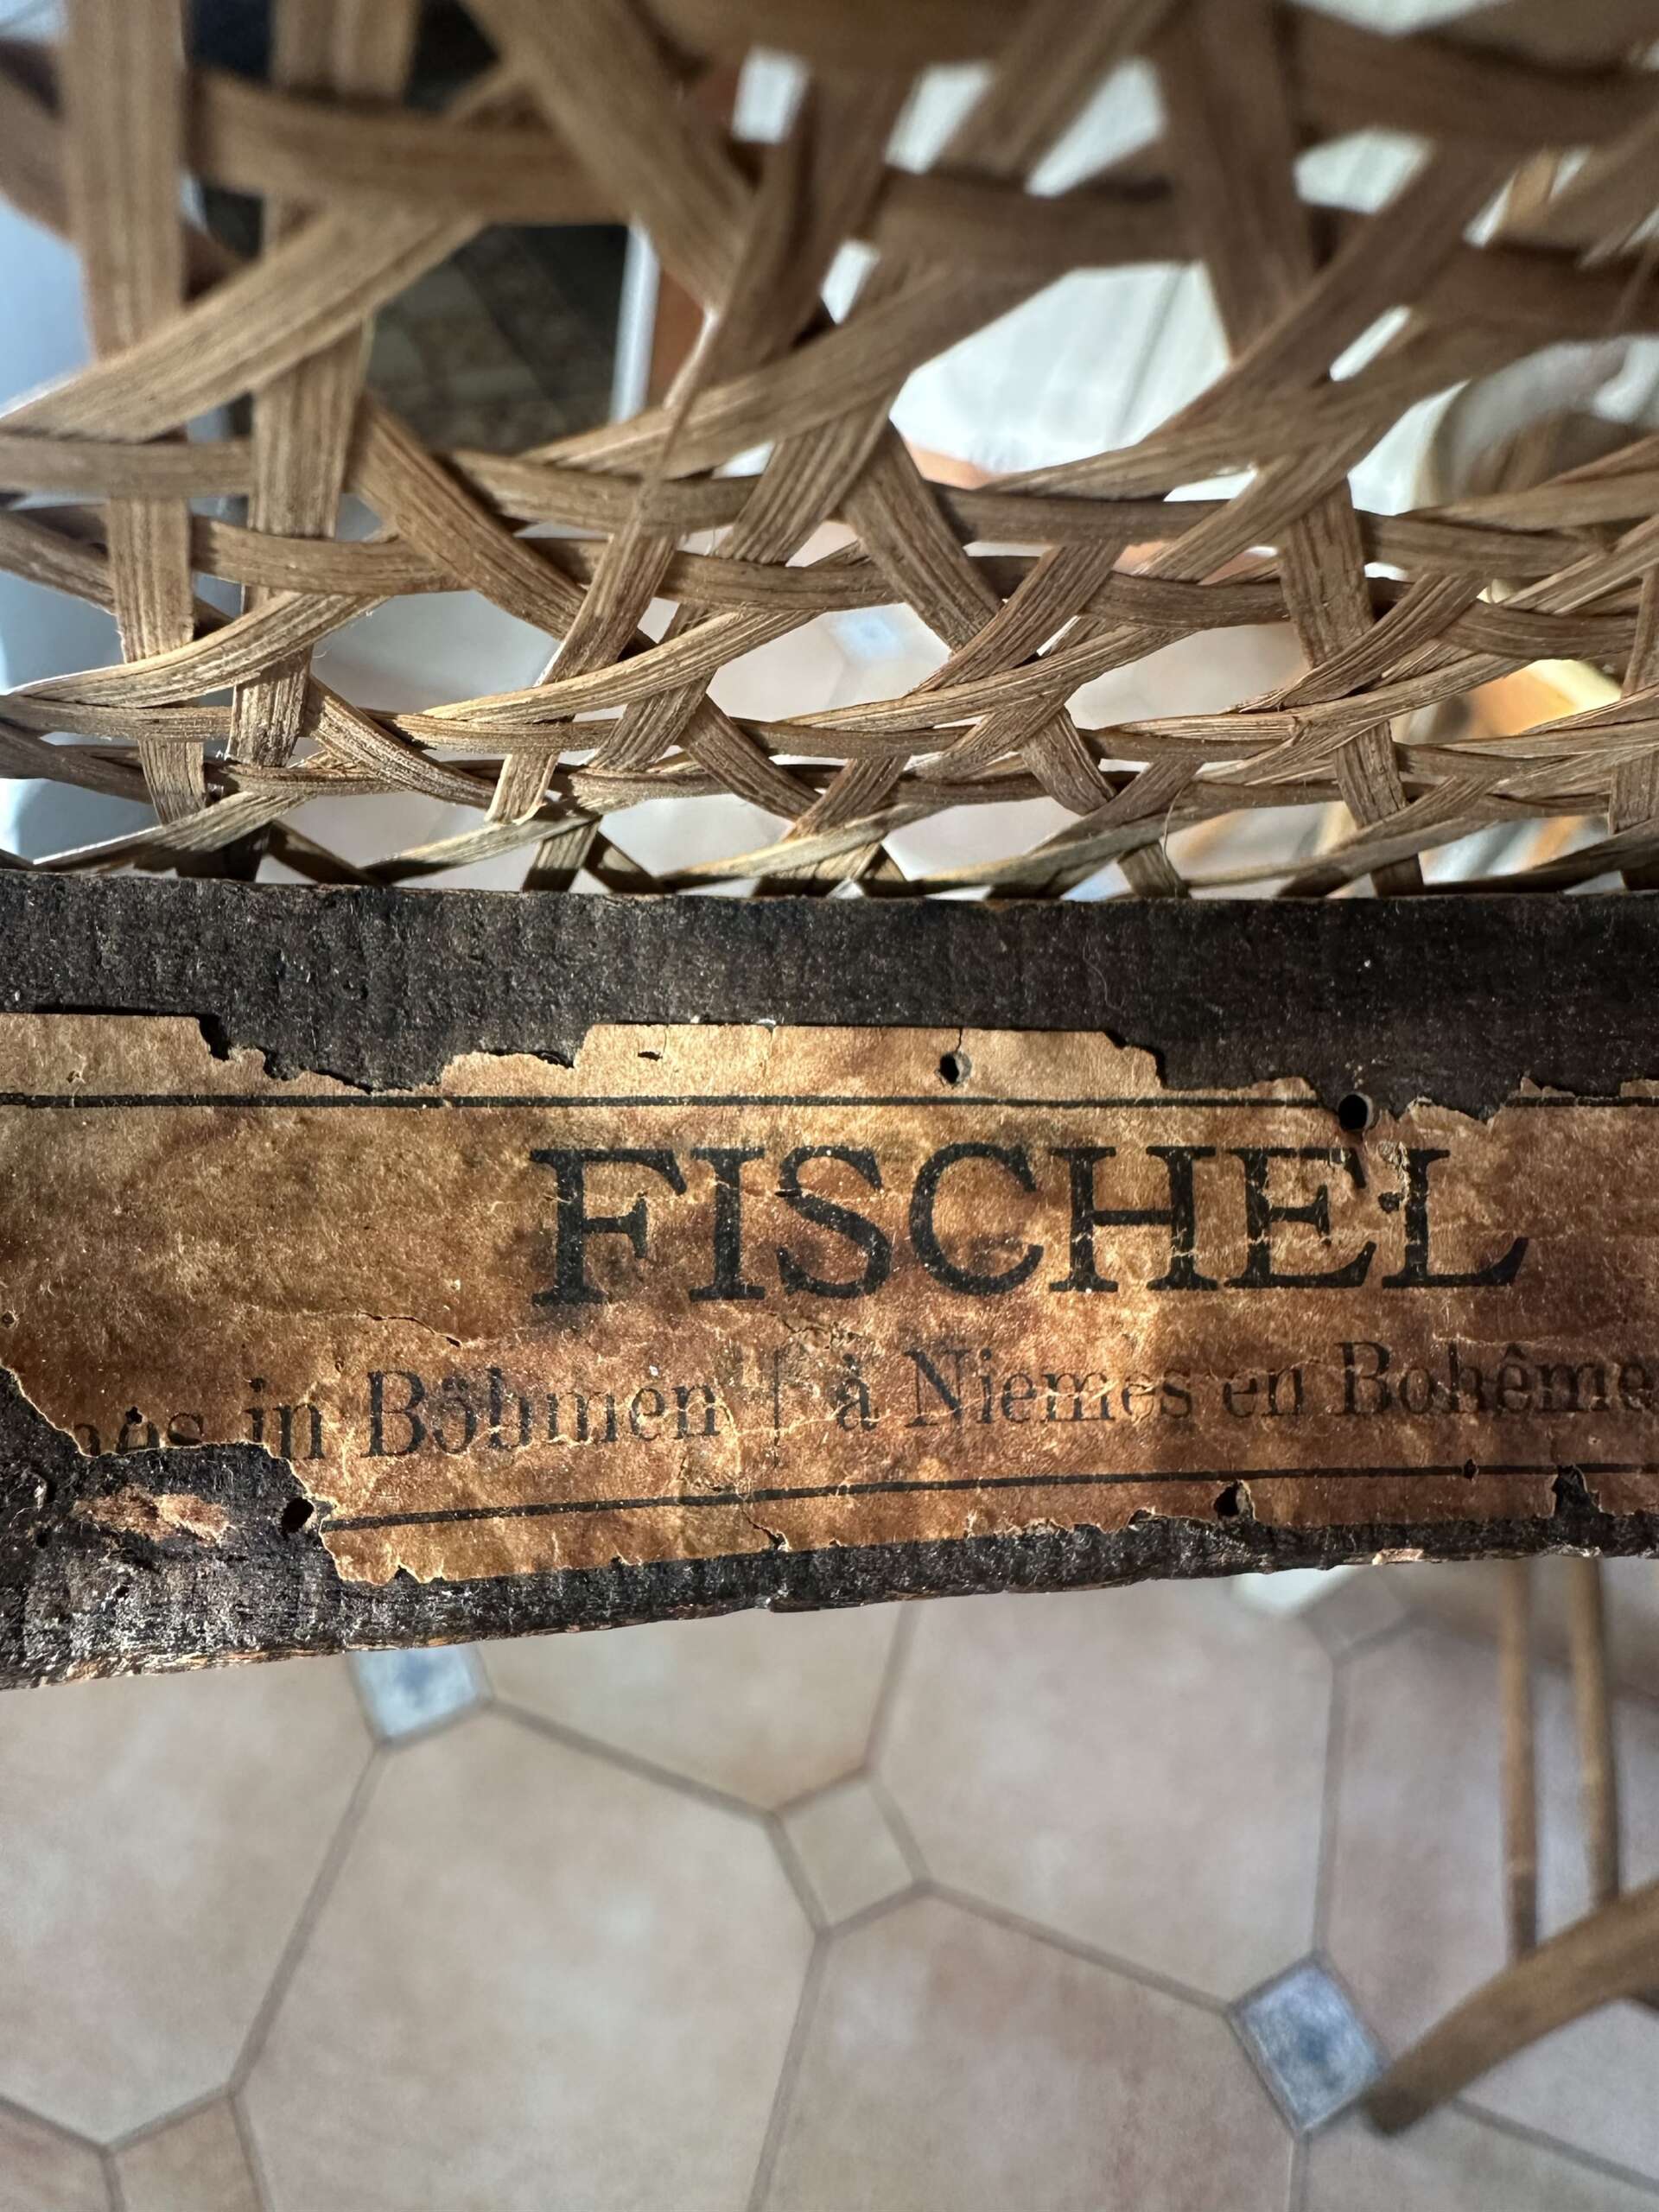 FISCHEL
in Böhmen | à Niemes en Bohême